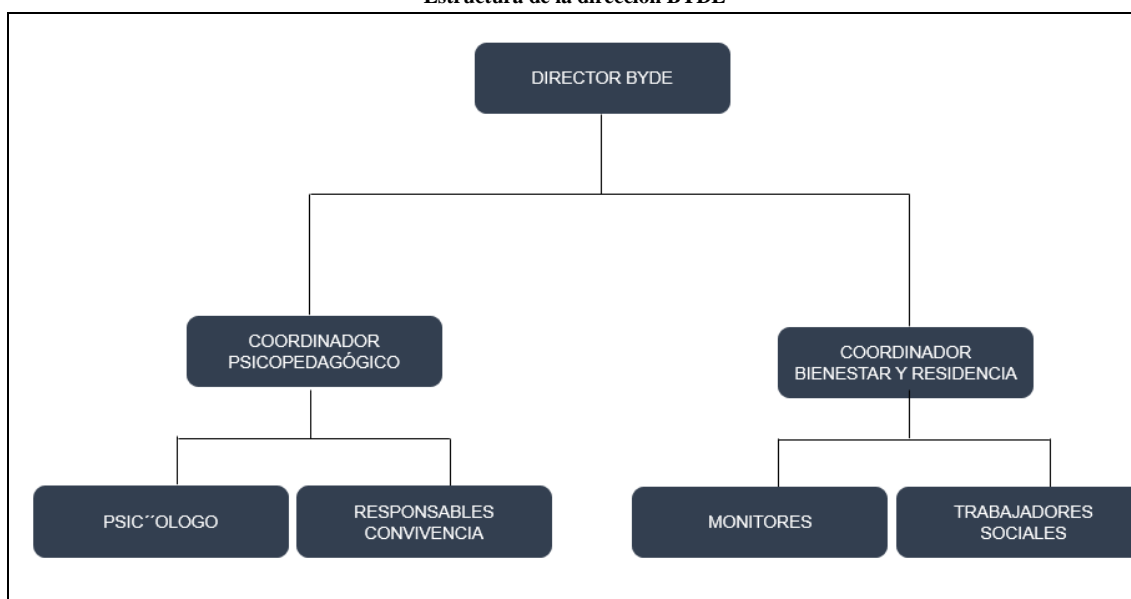 Estructura de la dirección BYDE
DIRECTOR BYDE
COORDINADOR
PSICOPEDAGÓGICO
COORDINADOR
BIENESTAR Y RESIDENCIA
PSIC´´OLOGO
RESPONSABLES
CONVIVENCIA
MONITORES
TRABAJADORES
SOCIALES